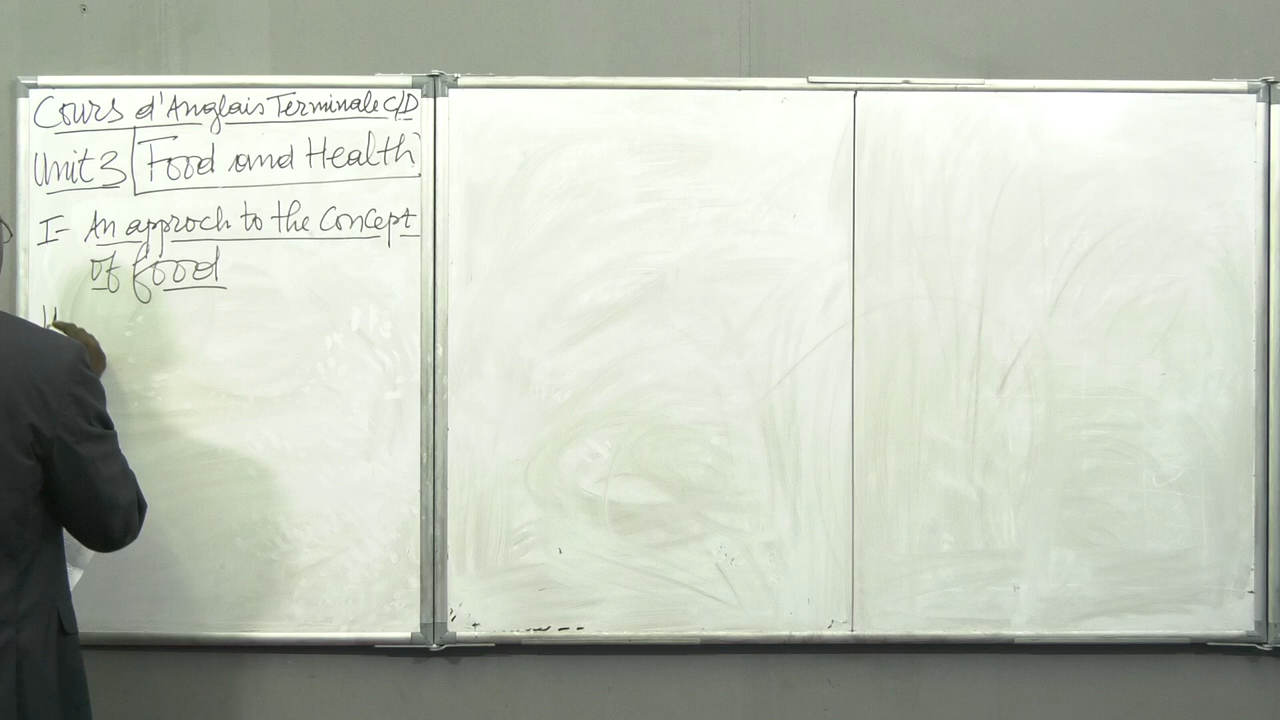 Cours d'Anglais Terminale C/D
Unit 3 Food and Health
I- An approch to the Concept
of food